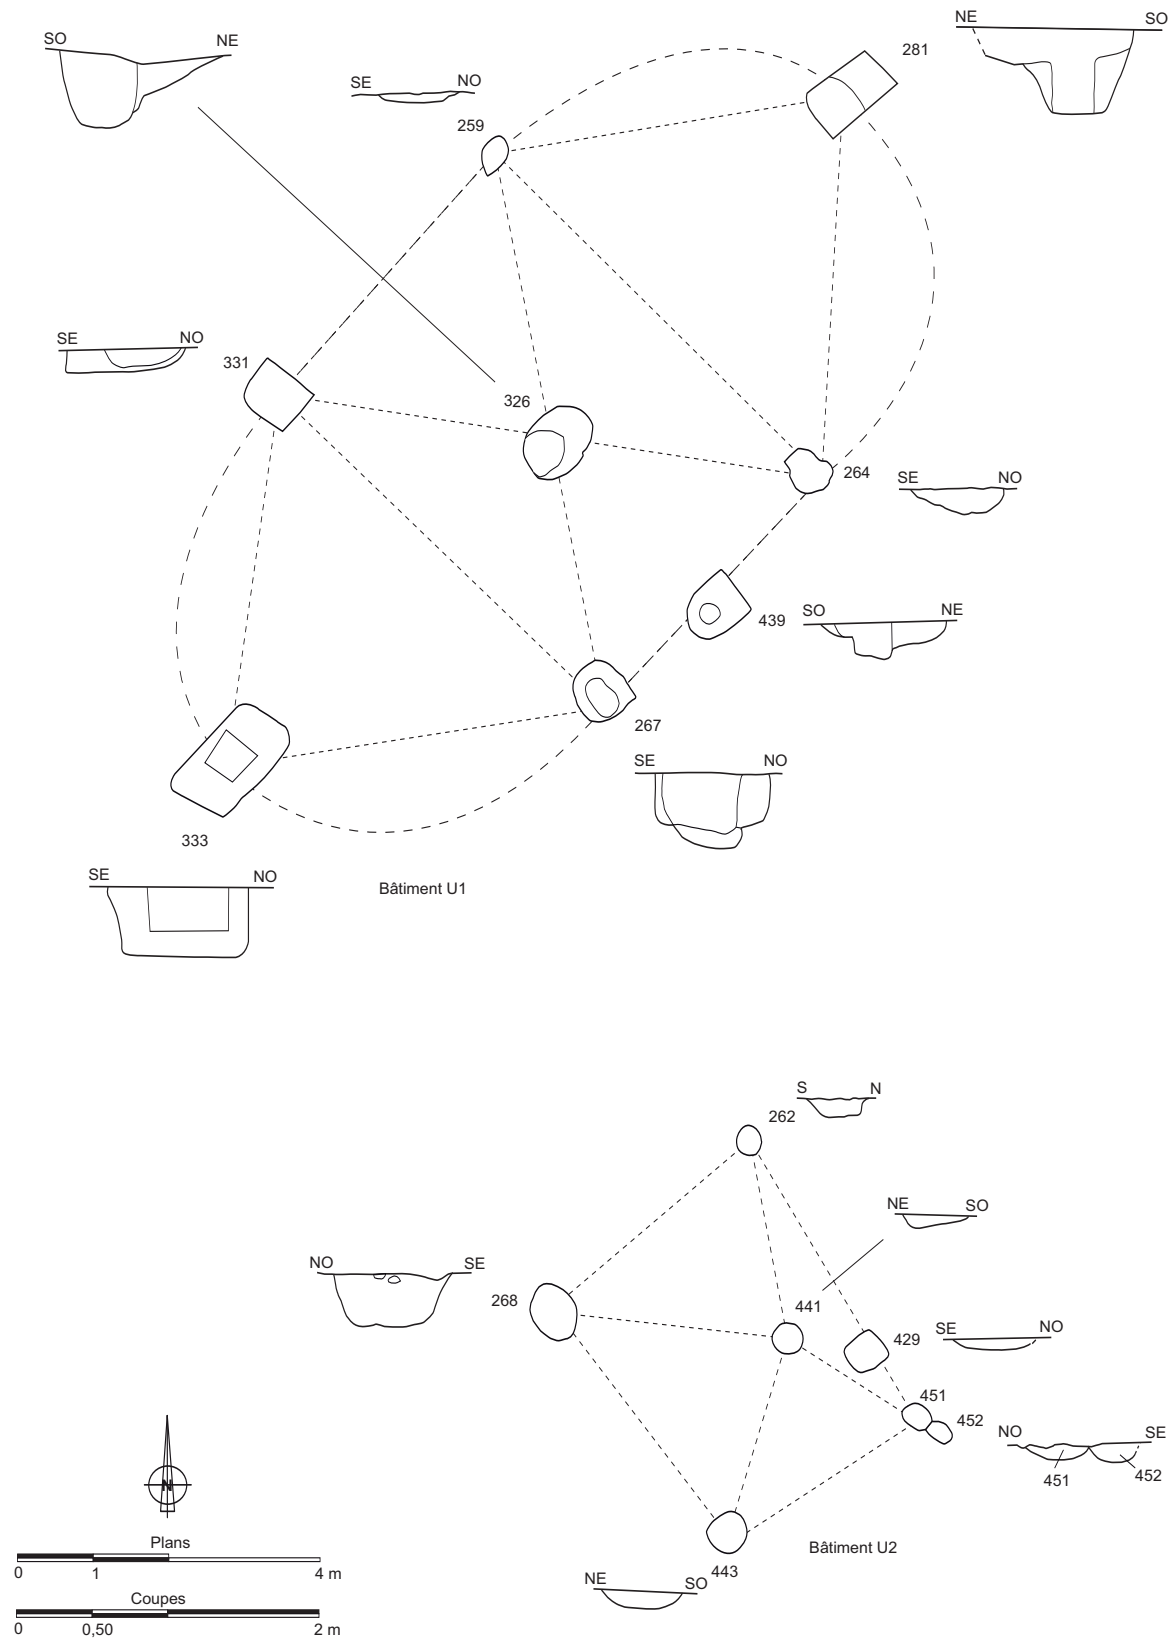 NE SO
SO NE
281
SE NO
259
SE NO
331
326
264
SE NO
SO NE
439
267
SE NO
333
SE NO
Bâtiment U1
S N
262
NE SO
NO SE
268
441
SE NO
429
451
452
NO SE
451 452
N
Plans
0 1 4 m
Bâtiment U2
443
NE SO
Coupes
0 0,50 2 m